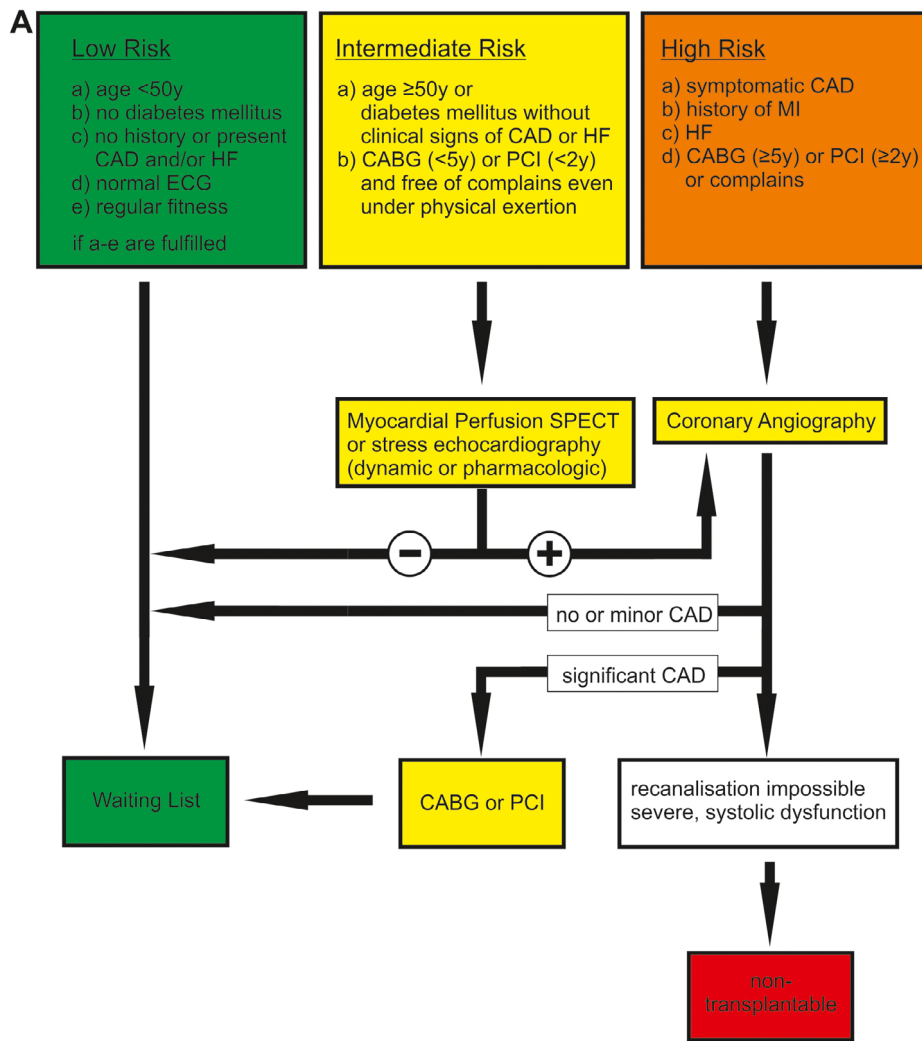 A
Low Risk
a) age <50y
b) no diabetes mellitus
c) no history or present
CAD and/or HF
d) normal ECG
e) regular fitness
if a-e are fulfilled
Intermediate Risk
a) age ≥50y or
diabetes mellitus without
clinical signs of CAD or HF
b) CABG (<5y) or PCI (<2y)
and free of complains even
under physical exertion
High Risk
a) symptomatic CAD
b) history of MI
c) HF
d) CABG (≥5y) or PCI (≥2y)
or complains
Myocardial Perfusion SPECT
or stress echocardiography
(dynamic or pharmacologic)
Coronary Angiography
−
+
no or minor CAD
significant CAD
Waiting List
CABG or PCI
recanalisation impossible
severe, systolic dysfunction
non-
transplantable